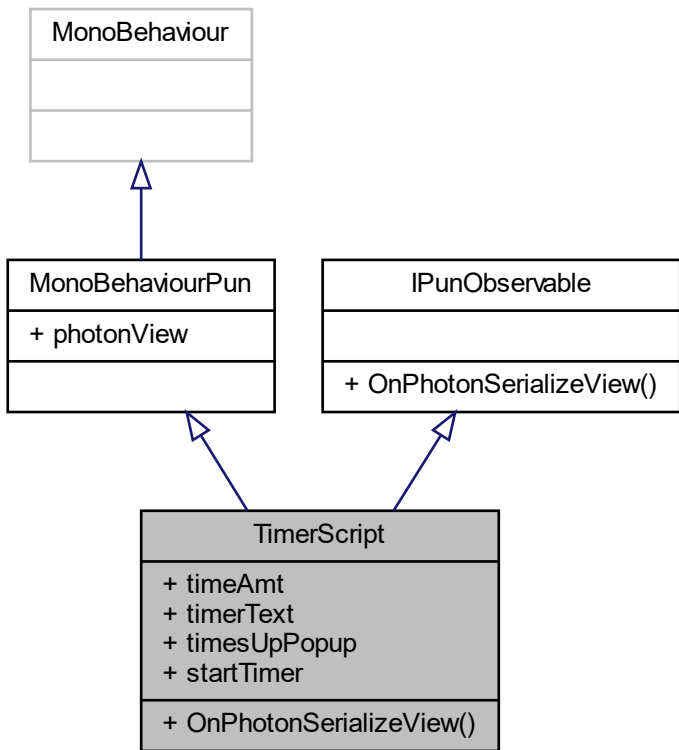 MonoBehaviour
MonoBehaviourPun
+ photonView
IPunObservable
+ OnPhotonSerializeView()
TimerScript
+ timeAmt
+ timerText
+ timesUpPopup
+ startTimer
+ OnPhotonSerializeView()